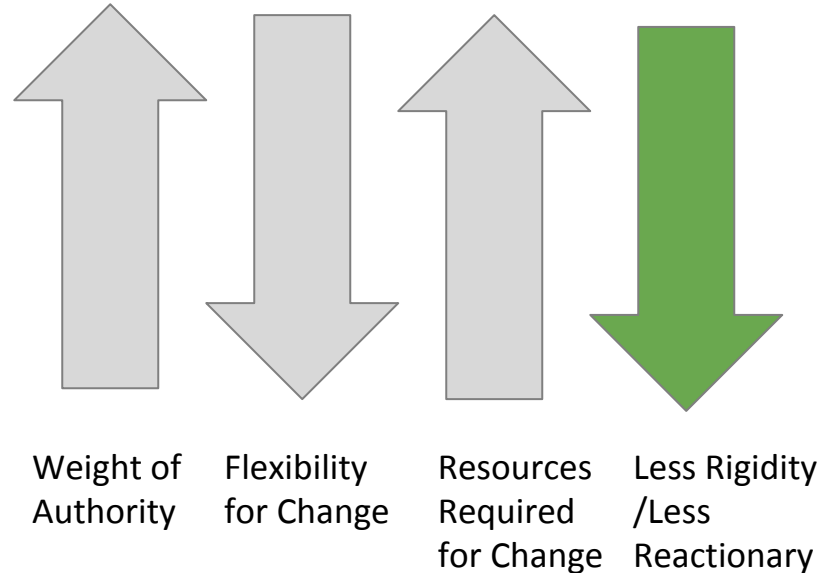 Weight of
Authority
Flexibility
for Change
Resources
Required
for Change
Less Rigidity
/Less
Reactionary